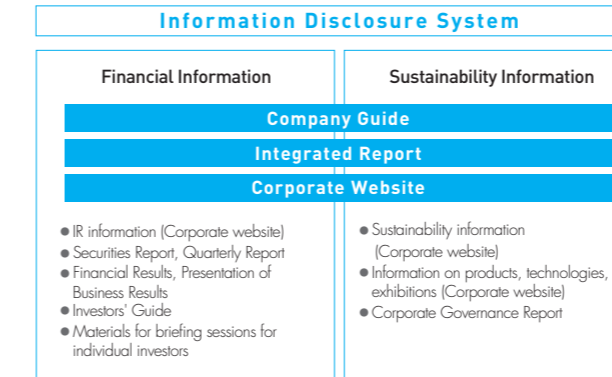 Information Disclosure System
Financial Information
Sustainability Information
Company Guide
Integrated Report
Corporate Website
● IR information (Corporate website)
● Securities Report, Quarterly Report
● Financial Results, Presentation of
Business Results
● Investors' Guide
● Materials for briefing sessions for
individual investors
● Sustainability information
(Corporate website)
● Information on products, technologies,
exhibitions (Corporate website)
● Corporate Governance Report